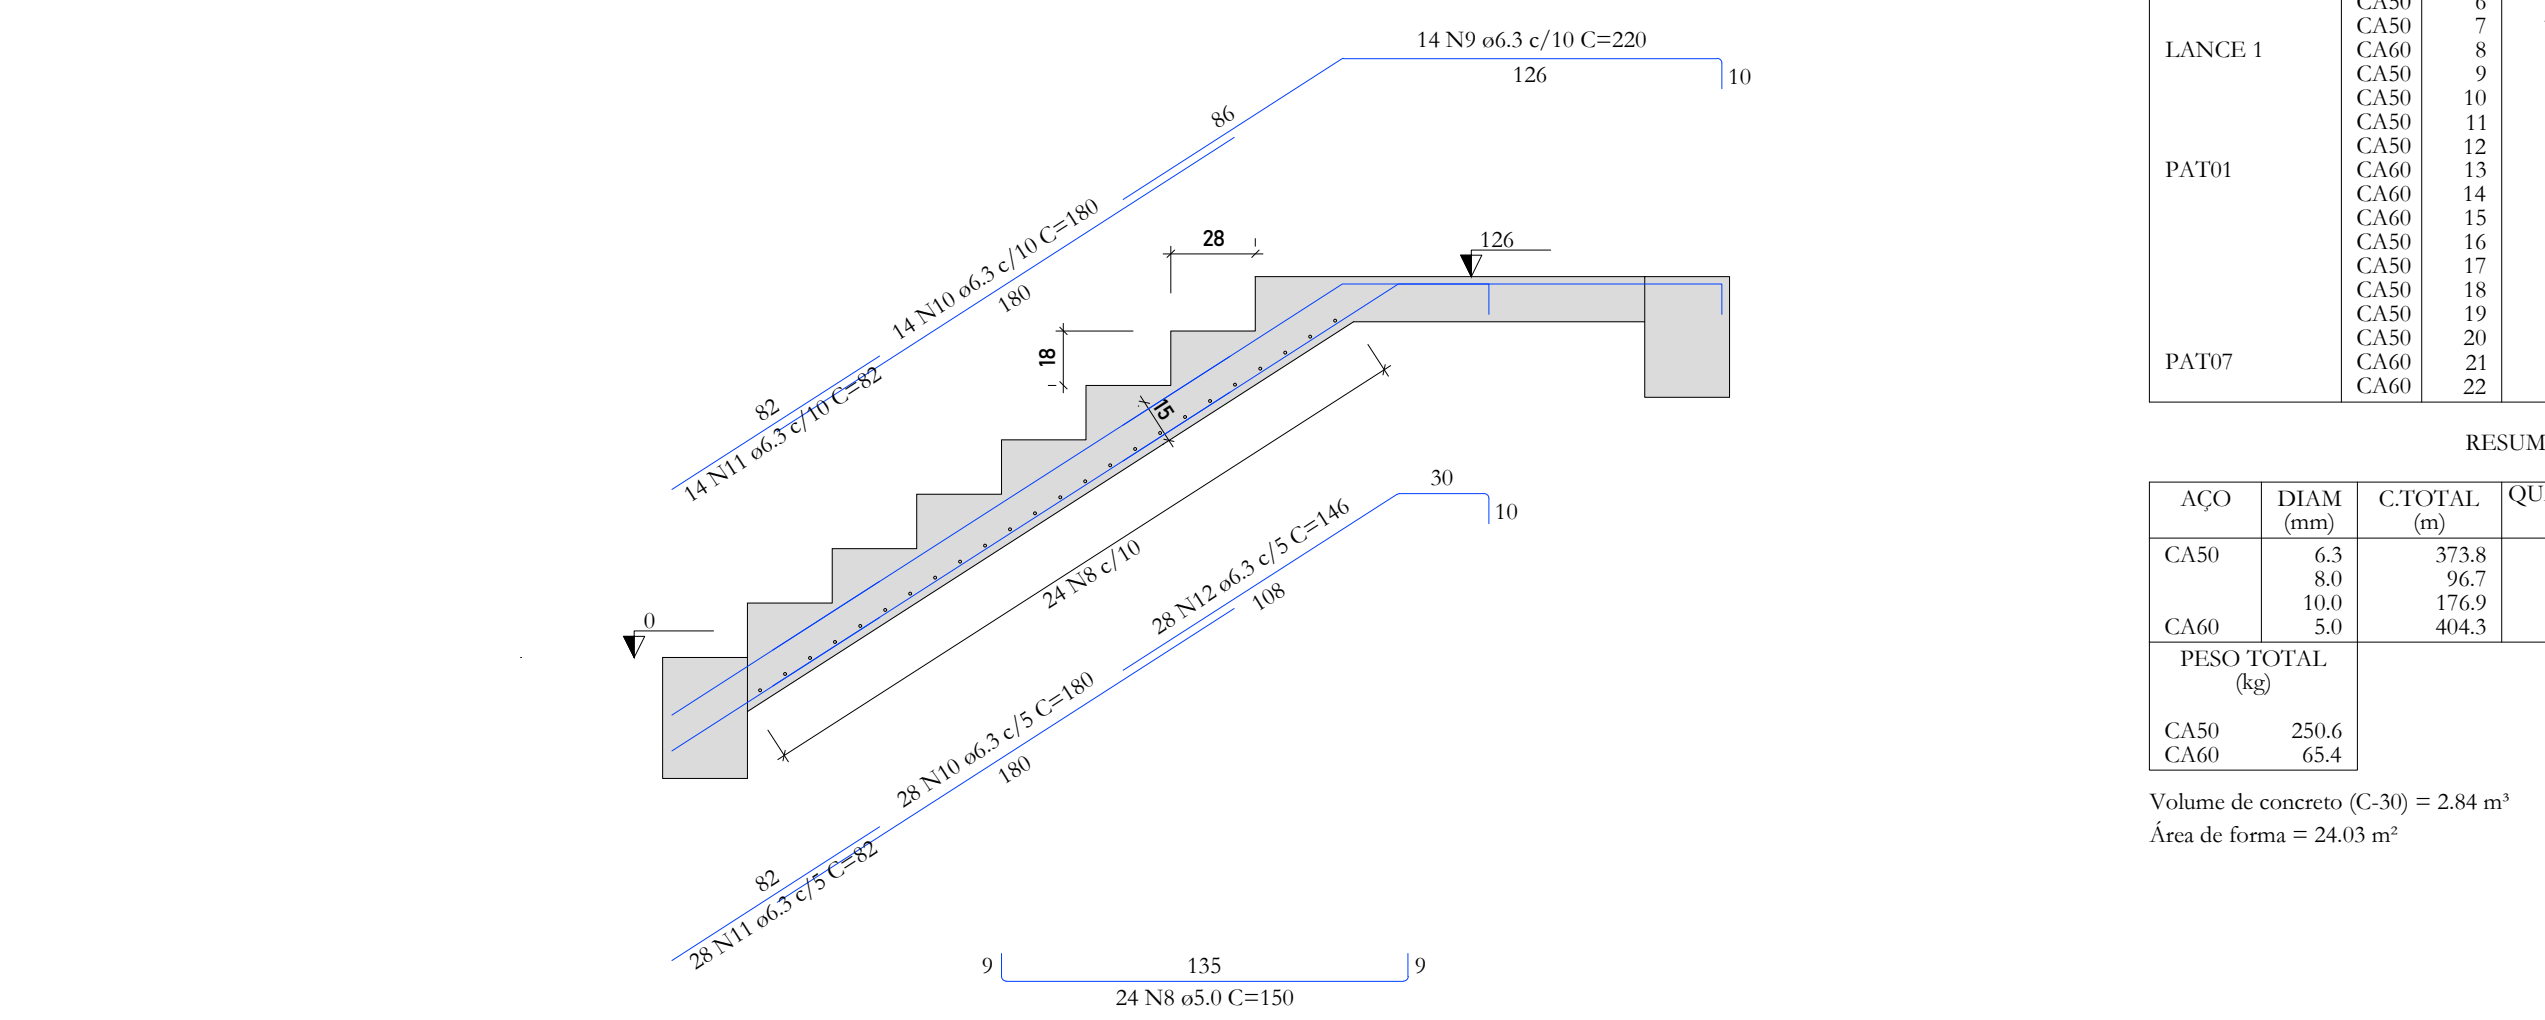 14 N9 ø6.3 c/10 C=220
126
10
86
14 N10 ø6.3 c/10 C=180
180
82
14 N11 ø6.3 c/10 C=82
28
126
18
15
0
24 N8 c/10
30
10
28 N12 ø6.3 c/5 C=146
108
28 N10 ø6.3 c/5 C=180
180
82
28 N11 ø6.3 c/5 C=82
9 135 9
24 N8 ø5.0 C=150
CA50 6
CA50 7
LANCE 1 CA60 8
CA50 9
CA50 10
CA50 11
CA50 12
PAT01 CA60 13
CA60 14
CA60 15
CA50 16
CA50 17
CA50 18
CA50 19
CA50 20
PAT07 CA60 21
CA60 22
RESUM
AÇO DIAM C.TOTAL QU
(mm) (m)
CA50 6.3 373.8
8.0 96.7
10.0 176.9
CA60 5.0 404.3
PESO TOTAL
(kg)
CA50 250.6
CA60 65.4
Volume de concreto (C-30) = 2.84 m³
Área de forma = 24.03 m²